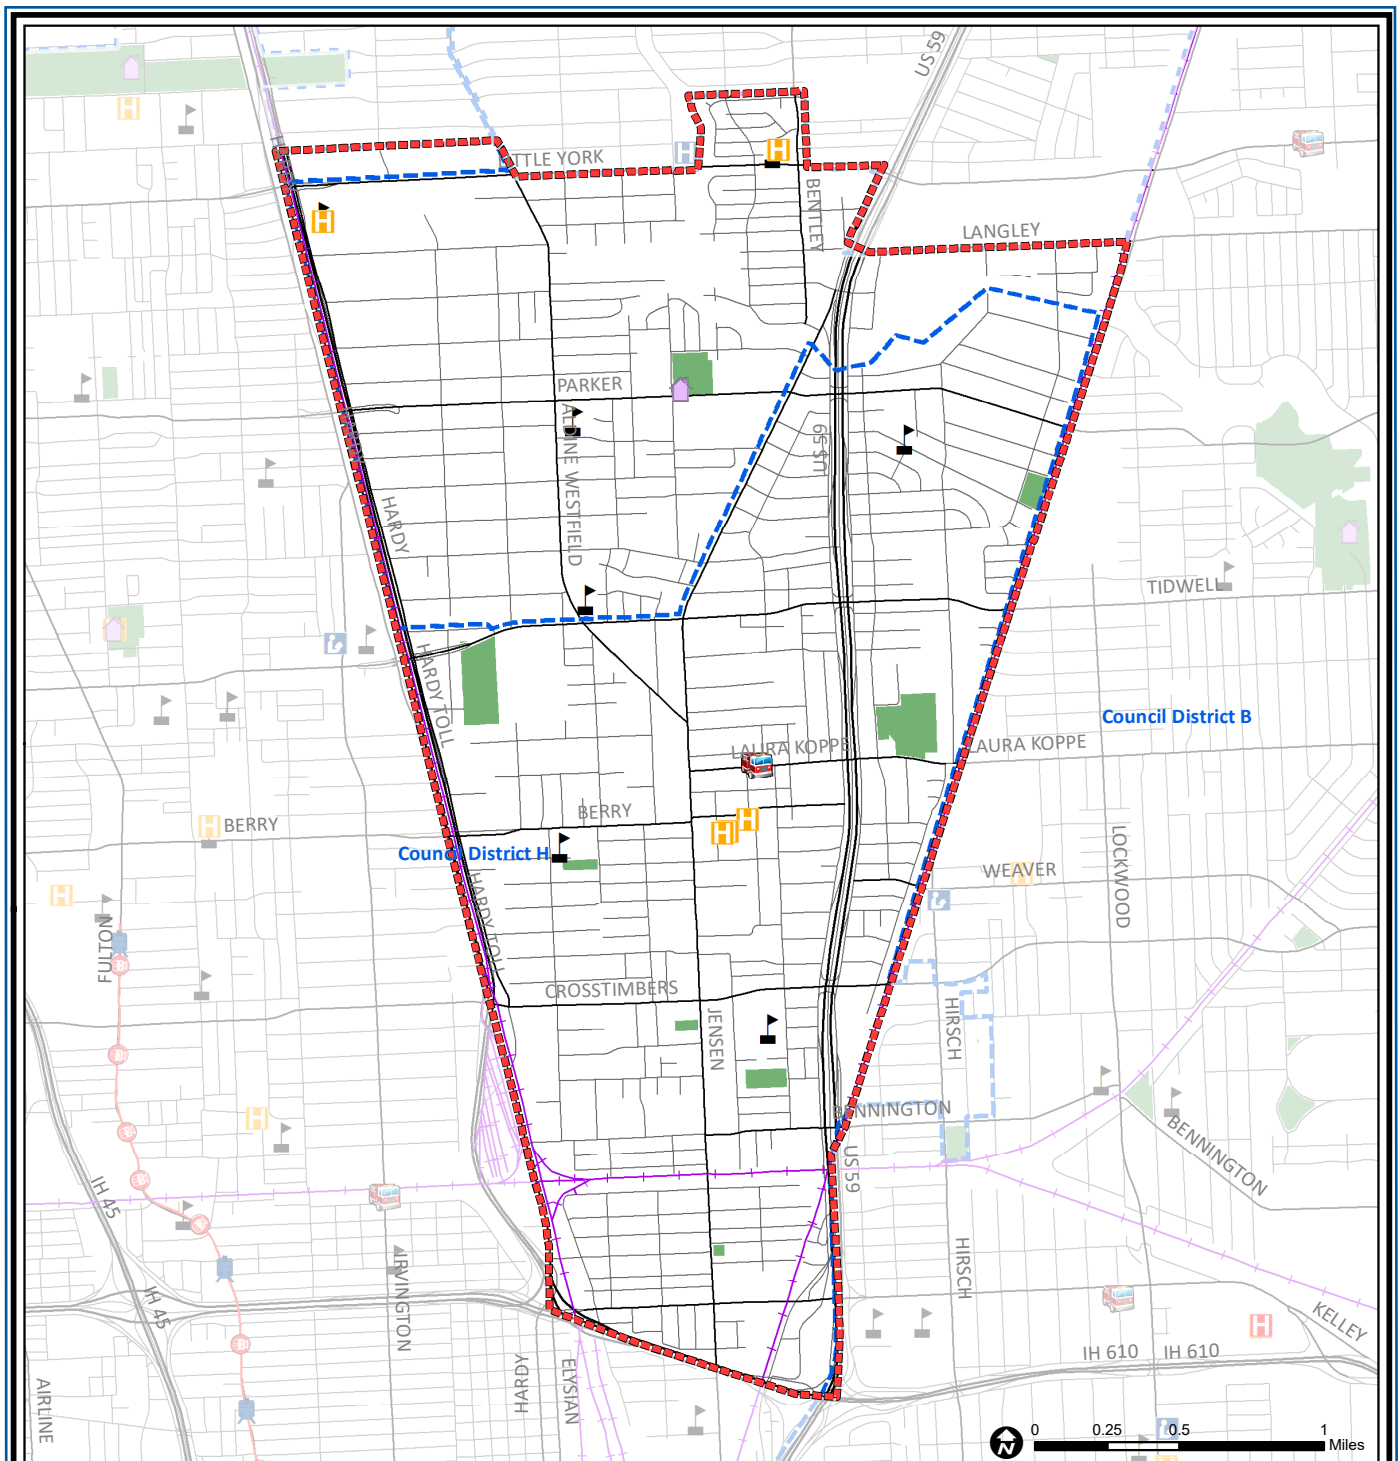 US 59
TTLE YORK
BENTLEY
LANGLEY
PARKER
ALDINE WESTFIELD
US 59
HARDY
TIDWELL
HARDY TOLL
Council District B
LAURA KOPPE
LAURA KOPPE
BERRY
BERRY
Council District H
LOCKWOOD
WEAVER
HARDY TOLL
FULTON
CROSSTIMBERS
JENSEN
HIRSCH
BENNINGTON
BENNINGTON
US 59
IH 45
IH 45
IRVINGTON
HIRSCH
KELLEY
IH 610
IH 610
HARDY
ELYSIAN
AIRLINE
N
0 0.25 0.5 1
Miles